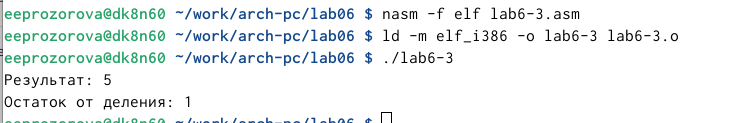 eeprozorova@dk8n60 ~/work/arch-pc/lab06 $ nasm -f elf lab6-3.asm
eeprozorova@dk8n60 ~/work/arch-pc/lab06 $ ld -m elf_i386 -o lab6-3 lab6-3.o
eeprozorova@dk8n60 ~/work/arch-pc/lab06 $ ./lab6-3
Результат: 5
Остаток от деления: 1
eeprozorova@dk8n60 ~/work/arch-pc/lab06 $